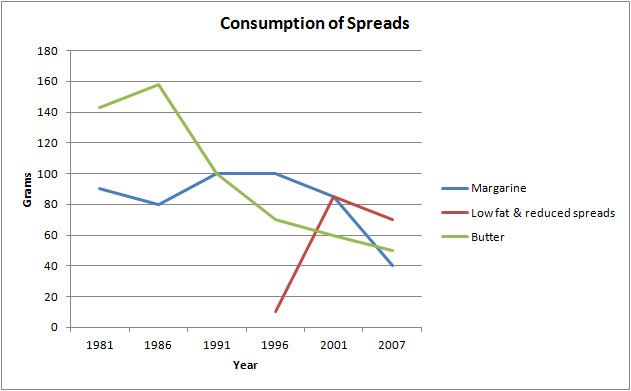 Consumption of Spreads
180
160
140
120
100
80
60
40
20
0
Grams
1981 1986 1991 1996 2001 2007
Year
Margarine
Low fat & reduced spreads
Butter